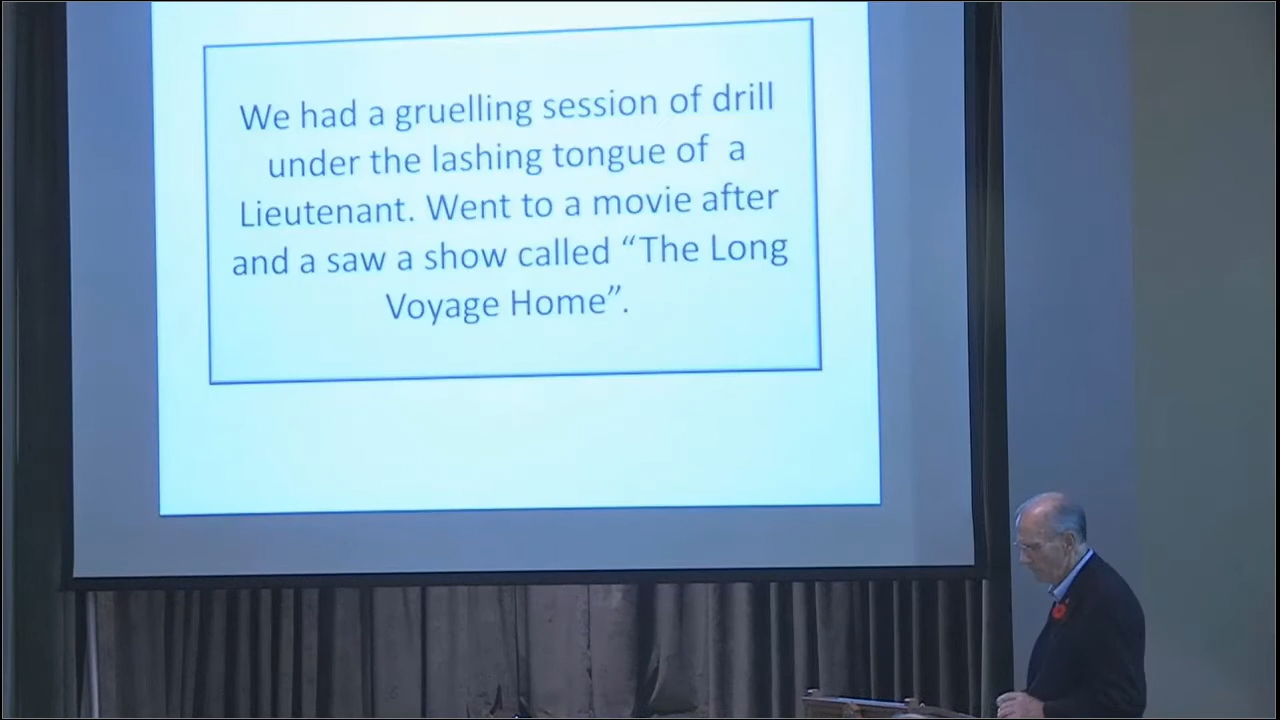 We had a gruelling session of drill
under the lashing tongue of a
Lieutenant. Went to a movie after
and a saw a show called “The Long
Voyage Home”.